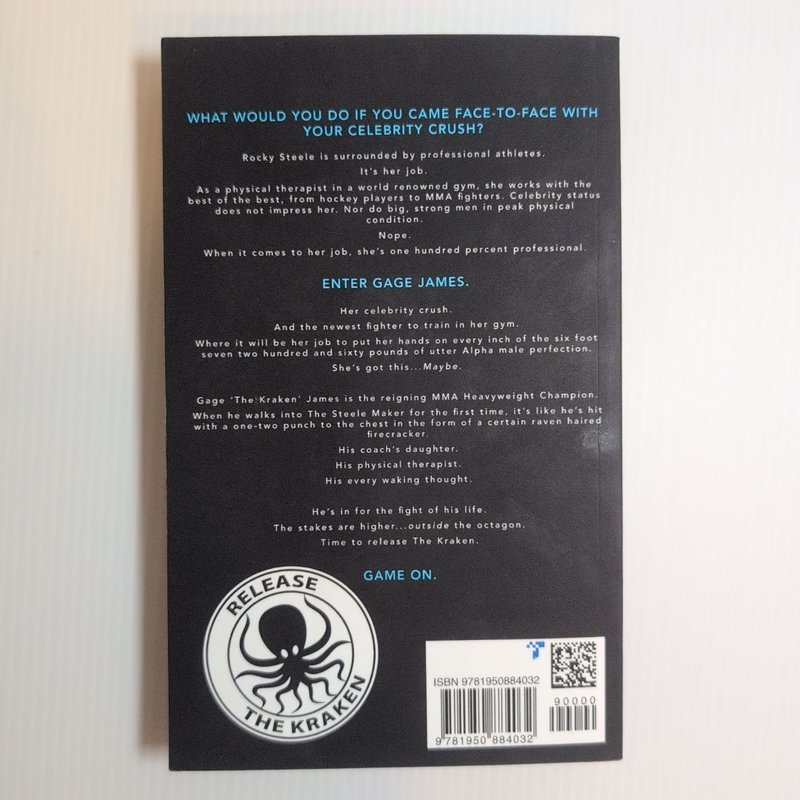 WHAT WOULD YOU DO IF YOU CAME FACE-TO-FACE WITH
YOUR CELEBRITY CRUSH?
Rocky Steele is surrounded by professional athletes.
It's her job.
As a physical therapist in a world renowned gym, she works with the
best of the best, from hockey players to MMA fighters. Celebrity status
does not impress her. Nor do big, strong men in peak physical
condition.
Nope.
When it comes to her job, she's one hundred percent professional.
ENTER GAGE JAMES.
Her celebrity crush.
And the newest fighter to train in her gym.
Where it will be her job to put her hands on every inch of the six foot
seven two hundred and sixty pounds of utter Alpha male perfection.
She's got this...Maybe.
Gage 'The Kraken' James is the reigning MMA Heavyweight Champion.
When he walks into The Steele Maker for the first time, it's like he's hit
with a one-two punch to the chest in the form of a certain raven haired
firecracker.
His coach's daughter.
His physical therapist.
His every waking thought.
He's in for the fight of his life.
The stakes are higher...outside the octagon.
Time to release The Kraken.
GAME ON.
RELEASE
THE KRAKEN
ISBN 9781950884032
90000
9 781950 884032